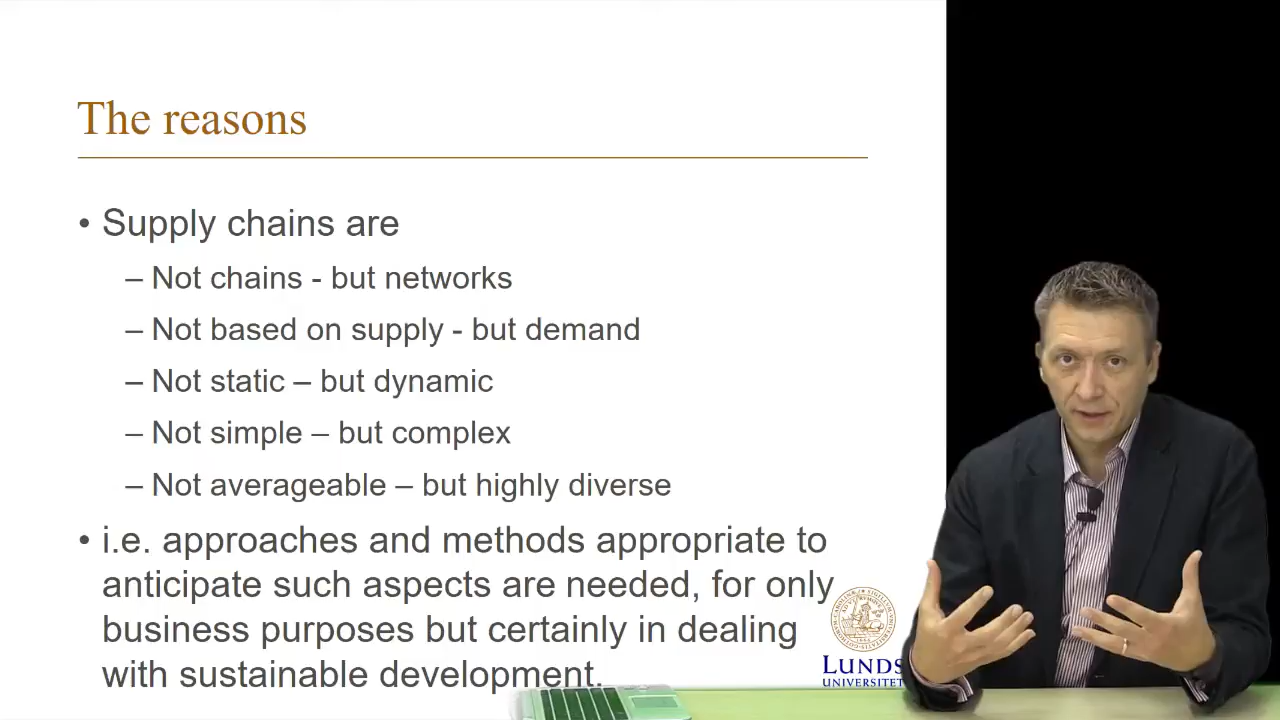 The reasons
• Supply chains are
– Not chains - but networks
– Not based on supply - but demand
– Not static – but dynamic
– Not simple – but complex
– Not averageable – but highly diverse
• i.e. approaches and methods appropriate to
anticipate such aspects are needed, for only
business purposes but certainly in dealing
with sustainable development.
LUNDS
UNIVERSITET